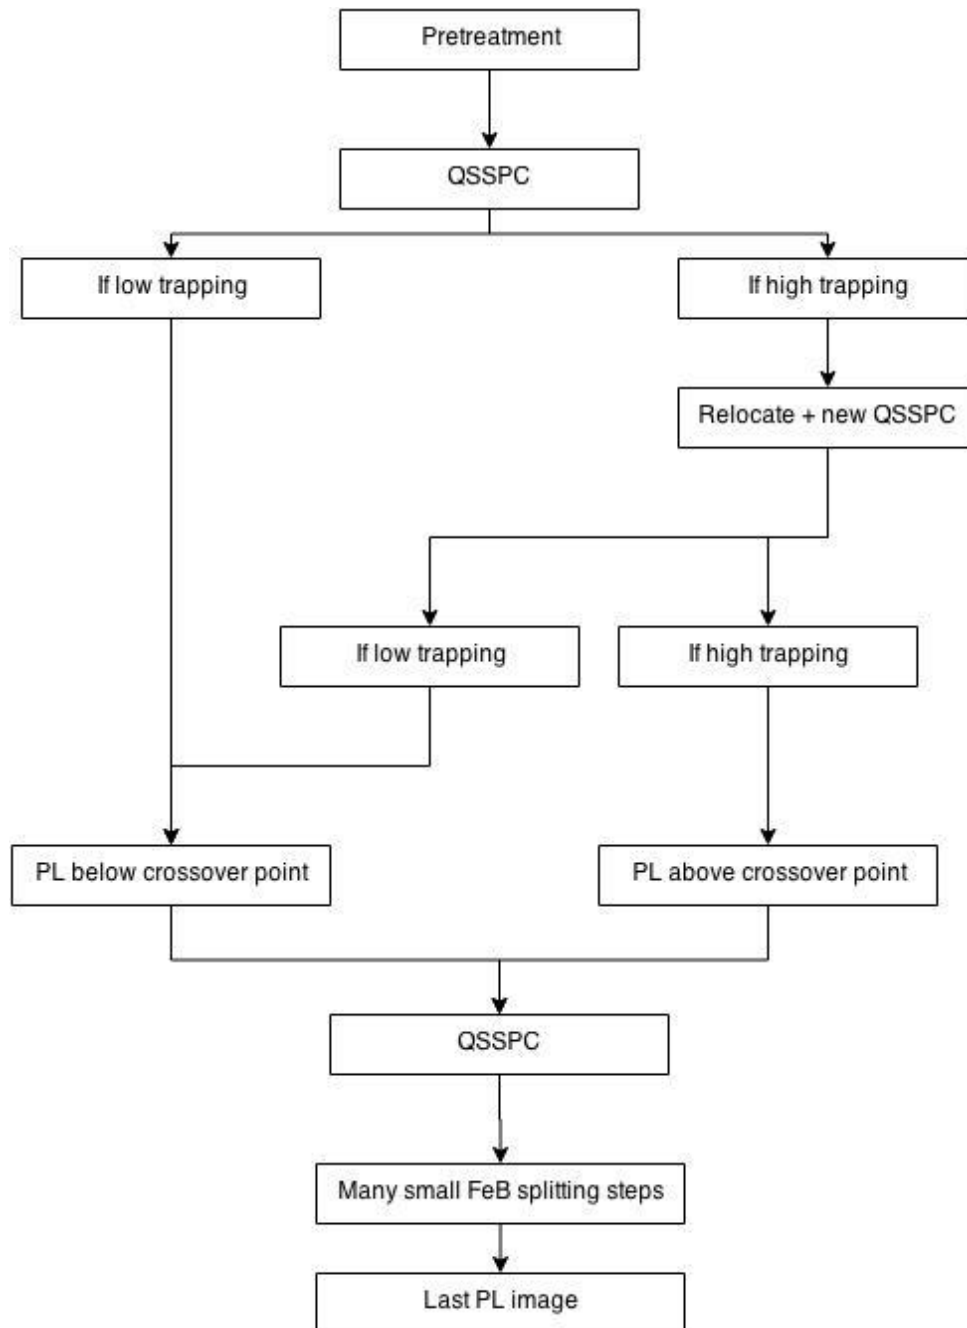 Pretreatment
QSSPC
If low trapping
If high trapping
Relocate + new QSSPC
If low trapping
If high trapping
PL below crossover point
PL above crossover point
QSSPC
Many small FeB splitting steps
Last PL image